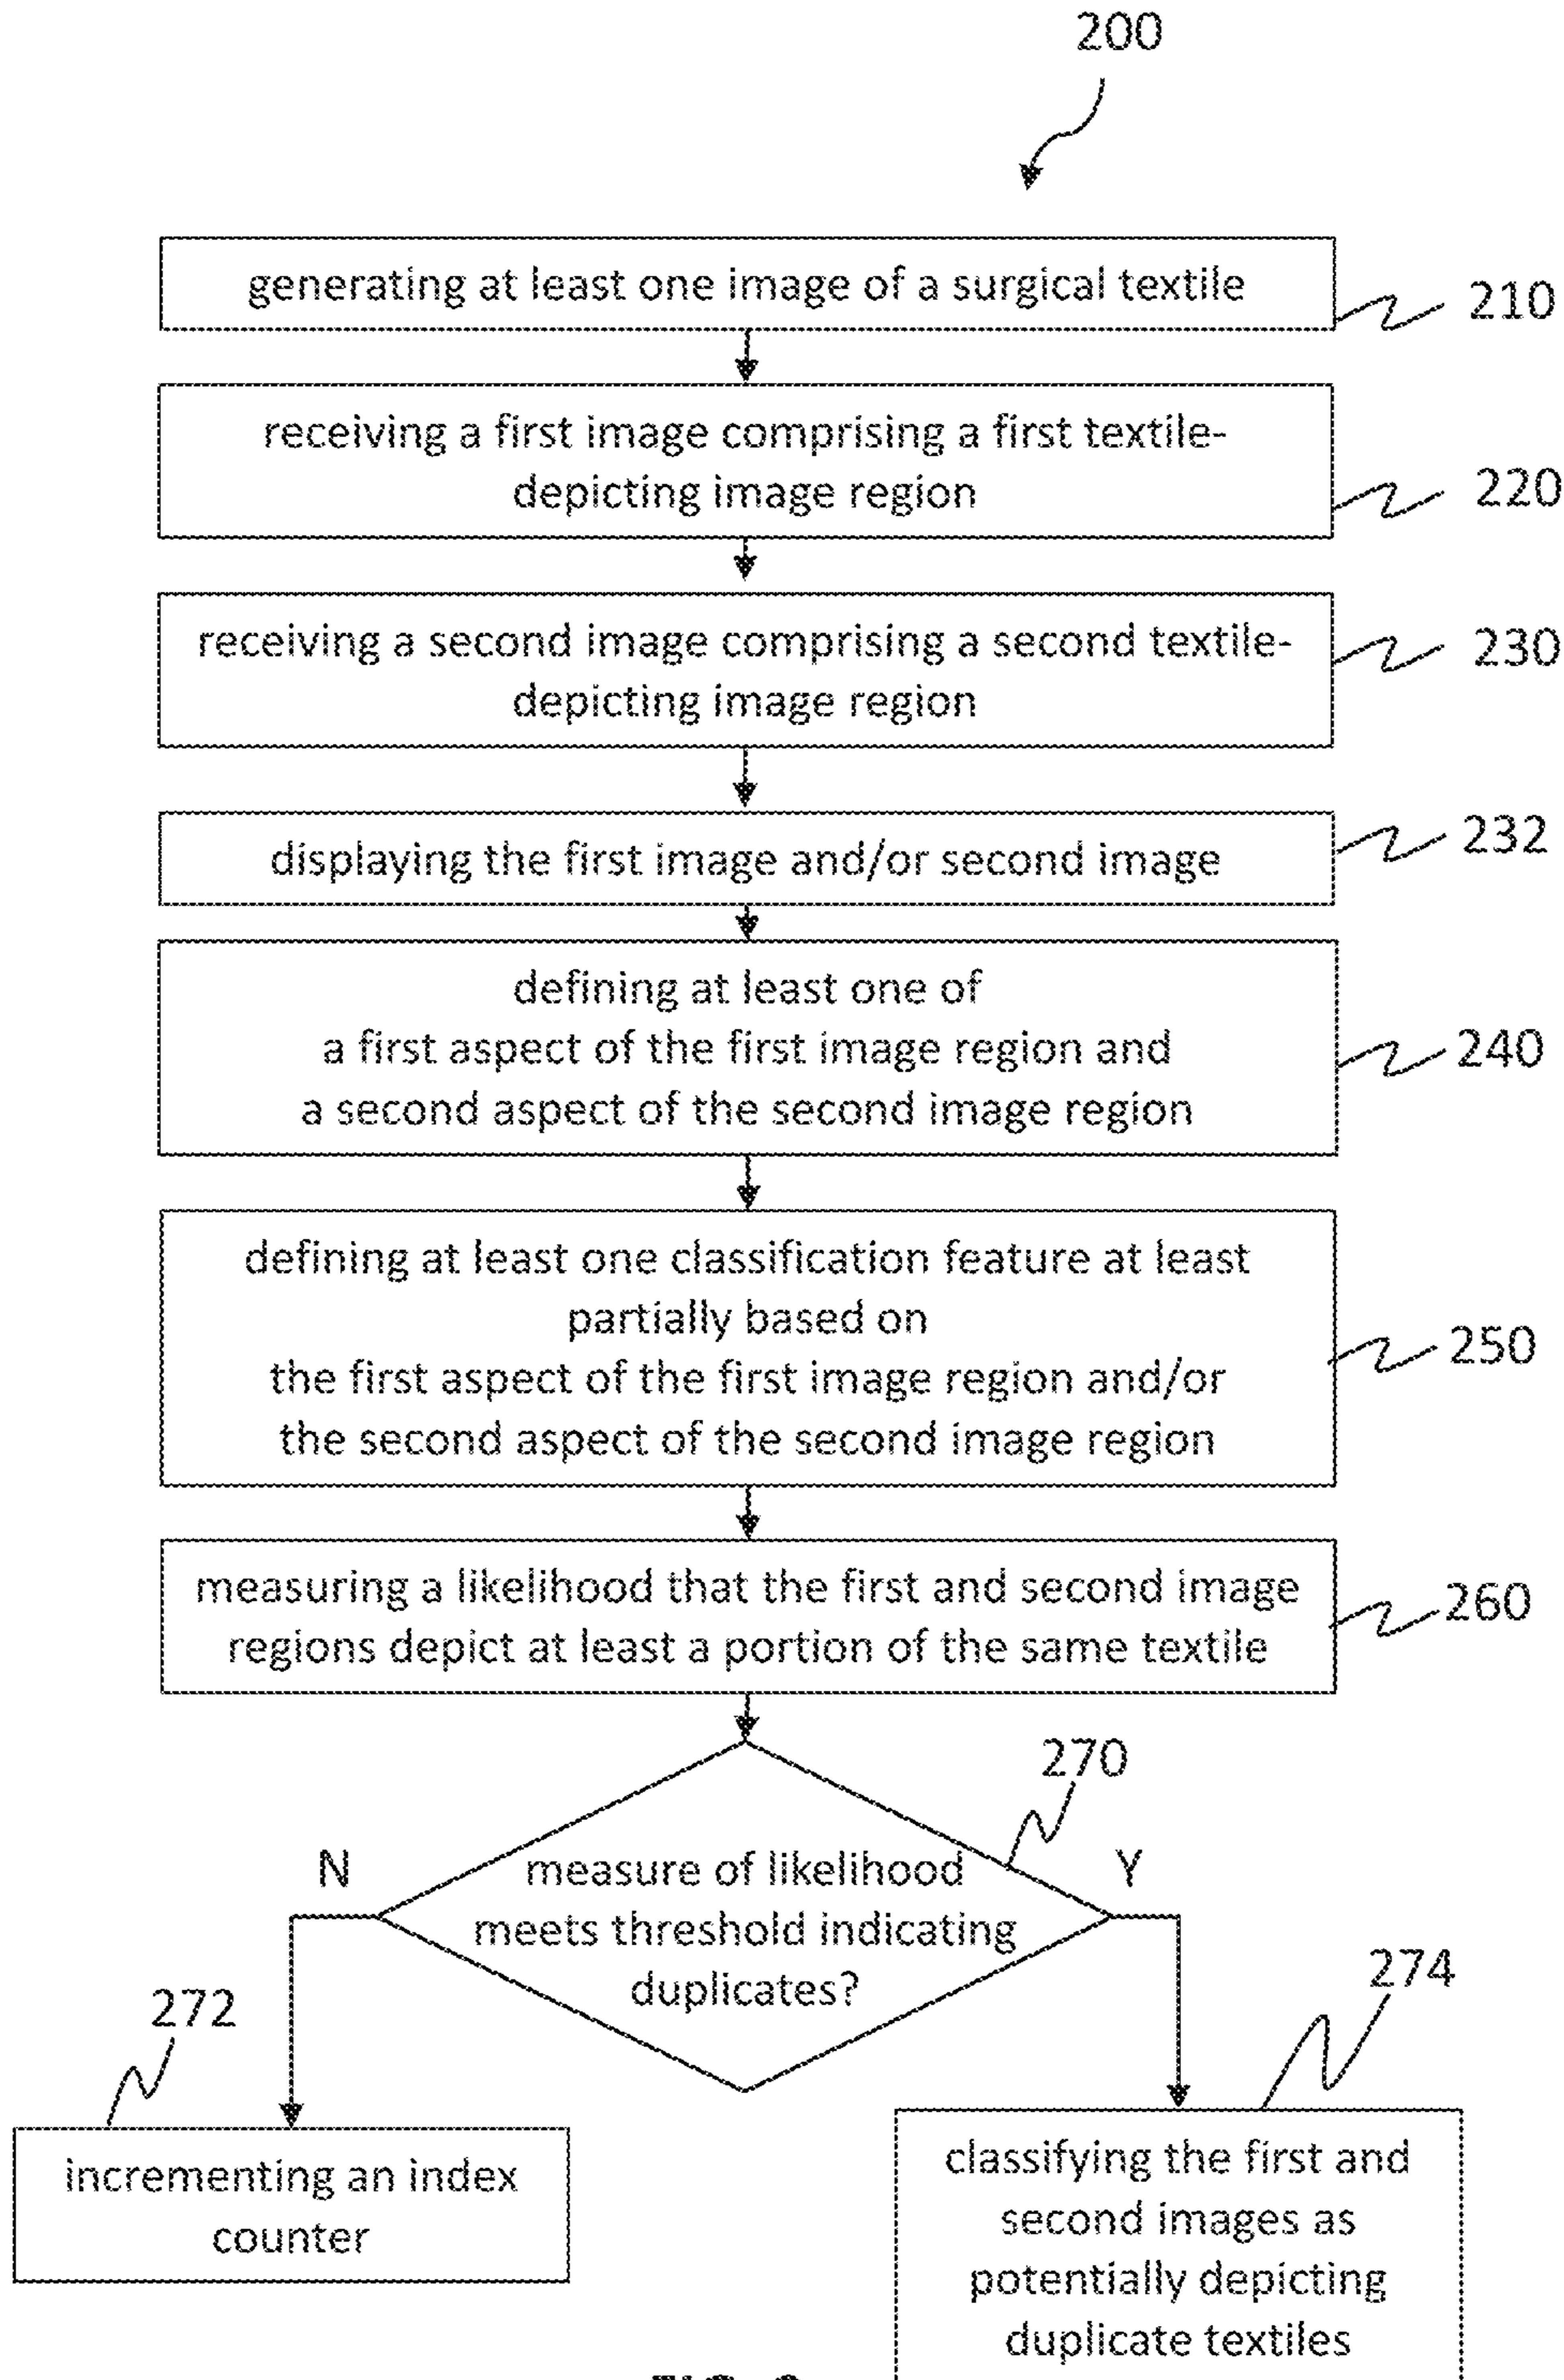 200
generating at least one image of a surgical textile
210
receiving a first image comprising a first textile-
depicting image region
220
receiving a second image comprising a second textile-
depicting image region
230
displaying the first image and/or second image
232
defining at least one of
a first aspect of the first image region and
a second aspect of the second image region
240
defining at least one classification feature at least
partially based on
the first aspect of the first image region and/or
the second aspect of the second image region
250
measuring a likelihood that the first and second image
regions depict at least a portion of the same textile
260
270
N
Y
measure of likelihood
meets threshold indicating
duplicates?
272
274
incrementing an index
counter
classifying the first and
second images as
potentially depicting
duplicate textiles